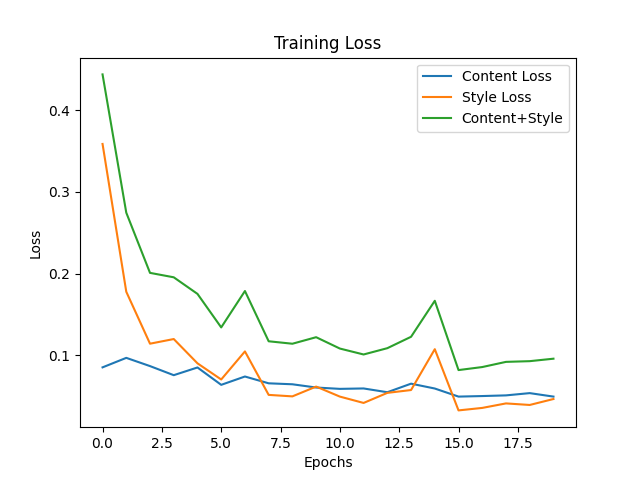 Training Loss
Content Loss
Style Loss
Content+Style
Loss
0.4
0.3
0.2
0.1
0.0 2.5 5.0 7.5 10.0 12.5 15.0 17.5
Epochs